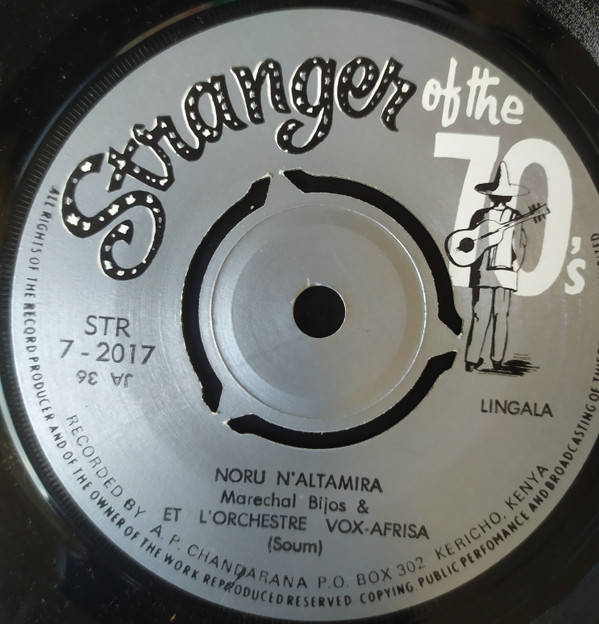 Stranger of the
70's
STR
7-2017
JA 36
LINGALA
NORU N'ALTAMIRA
Marechal Bijos &
ET L'ORCHESTRE VOX-AFRISA
(Soum)
RECORDED BY A. P. CHANDARANA P.O. BOX 302 KERICHO, KENYA
ALL RIGHTS OF THE RECORD PRODUCER AND OF THE OWNER OF THE WORK REPRODUCED RESERVED COPYING, PUBLIC PERFOMANCE AND BROADCASTING OF THIS